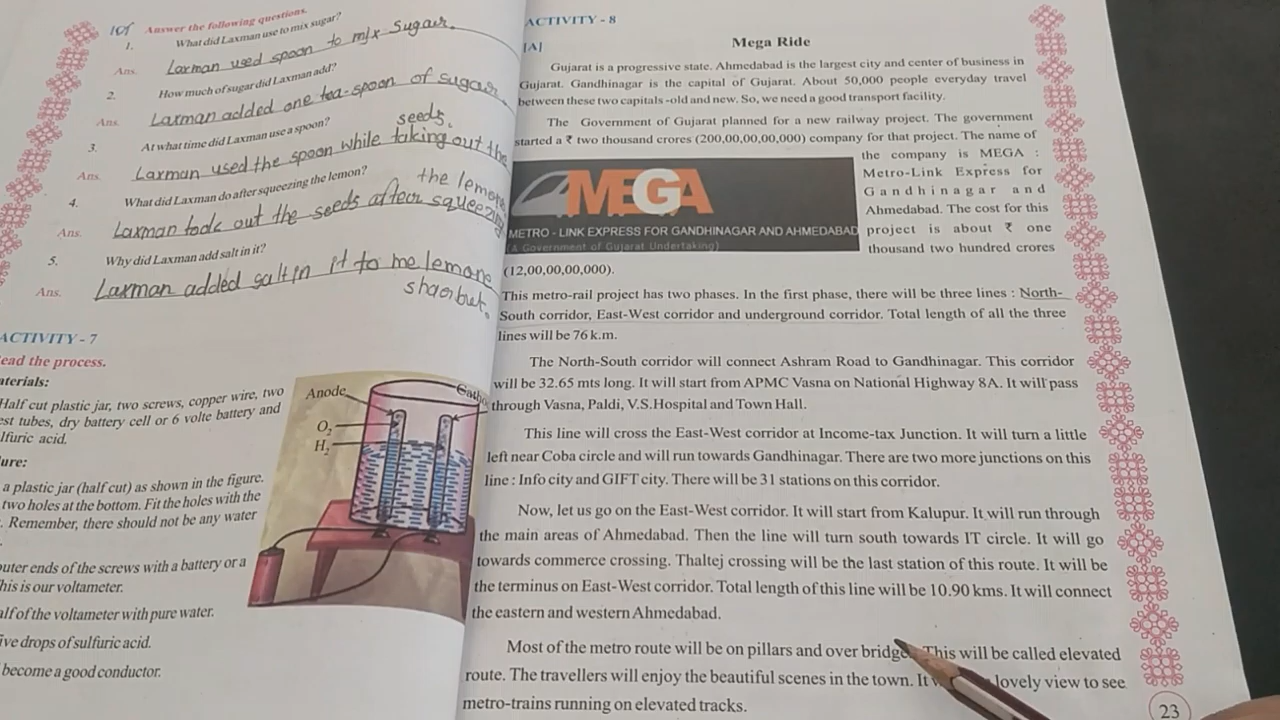 Answer the following questions.
1. What did Laxman use to mix sugar?
Ans. Laxman used spoon to mix sugar.
2. How much of sugar did Laxman add?
Ans. Laxman added one tea-spoon of sugar.
3. At what time did Laxman use a spoon?
seeds.
Ans. Laxman used the spoon while taking out the
4. What did Laxman do after squeezing the lemon?
the lemon
Ans. Laxman took out the seeds after squeezing
5. Why did Laxman add salt in it?
Ans. Laxman added salt in it to me lemone
sharbut.
ACTIVITY - 7
ead the process.
aterials:
Half cut plastic jar, two screws, copper wire, two
est tubes, dry battery cell or 6 volte battery and
lfuric acid.
ure:
a plastic jar (half cut) as shown in the figure.
two holes at the bottom. Fit the holes with the
. Remember, there should not be any water
outer ends of the screws with a battery or a
his is our voltameter.
alf of the voltameter with pure water.
ive drops of sulfuric acid.
become a good conductor.
Anode
Catho
O₂
H₂
ACTIVITY - 8
[A]
Mega Ride
Gujarat is a progressive state. Ahmedabad is the largest city and center of business in
Gujarat. Gandhinagar is the capital of Gujarat. About 50,000 people everyday travel
between these two capitals -old and new. So, we need a good transport facility.
The Government of Gujarat planned for a new railway project. The government
started a ₹ two thousand crores (200,00,00,00,000) company for that project. The name of
the company is MEGA :
Metro-Link Express for
Gandhinagar and
Ahmedabad. The cost for this
project is about ₹ one
thousand two hundred crores
MEGA
METRO - LINK EXPRESS FOR GANDHINAGAR AND AHMEDABAD
(A Government of Gujarat Undertaking)
(12,00,00,00,000).
This metro-rail project has two phases. In the first phase, there will be three lines : North-
South corridor, East-West corridor and underground corridor. Total length of all the three
lines will be 76 k.m.
The North-South corridor will connect Ashram Road to Gandhinagar. This corridor
will be 32.65 mts long. It will start from APMC Vasna on National Highway 8A. It will pass
through Vasna, Paldi, V.S.Hospital and Town Hall.
This line will cross the East-West corridor at Income-tax Junction. It will turn a little
left near Coba circle and will run towards Gandhinagar. There are two more junctions on this
line : Info city and GIFT city. There will be 31 stations on this corridor.
Now, let us go on the East-West corridor. It will start from Kalupur. It will run through
the main areas of Ahmedabad. Then the line will turn south towards IT circle. It will go
towards commerce crossing. Thaltej crossing will be the last station of this route. It will be
the terminus on East-West corridor. Total length of this line will be 10.90 kms. It will connect
the eastern and western Ahmedabad.
Most of the metro route will be on pillars and over bridge. This will be called elevated
route. The travellers will enjoy the beautiful scenes in the town. It lovely view to see
metro-trains running on elevated tracks.
23